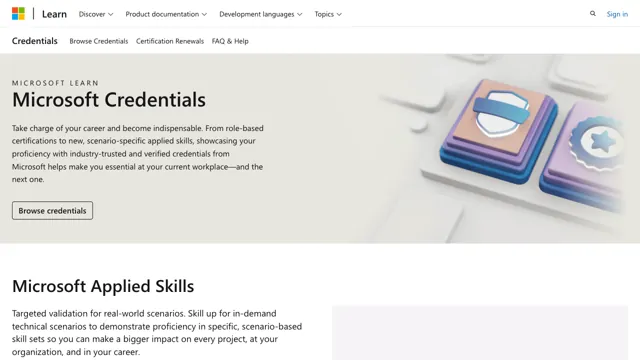 Learn
Discover
Product documentation
Development languages
Topics
Sign in
Credentials
Browse Credentials
Certification Renewals
FAQ & Help
MICROSOFT LEARN
Microsoft Credentials
Take charge of your career and become indispensable. From role-based
certifications to new, scenario-specific applied skills, showcasing your
proficiency with industry-trusted and verified credentials from
Microsoft helps make you essential at your current workplace—and the
next one.
Browse credentials
Microsoft Applied Skills
Targeted validation for real-world scenarios. Skill up for in-demand
technical scenarios to demonstrate proficiency in specific, scenario-based
skill sets so you can make a bigger impact on every project, at your
organization, and in your career.